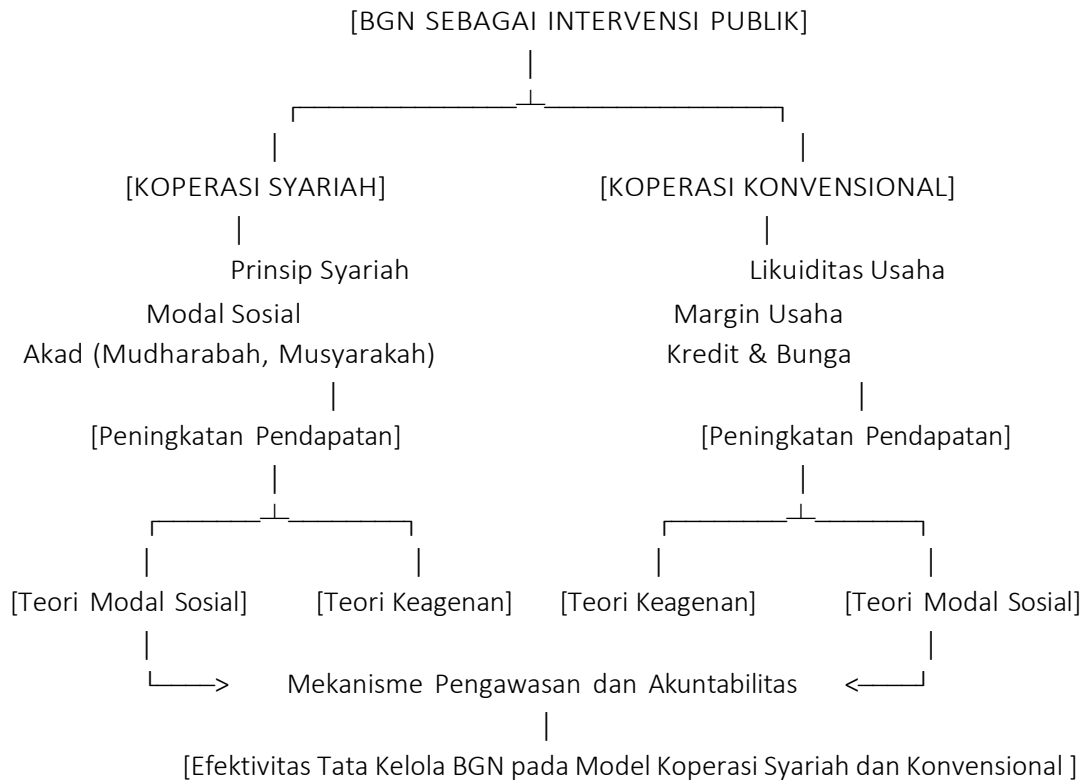 [BGN SEBAGAI INTERVENSI PUBLIK]
[KOPERASI SYARIAH] [KOPERASI KONVENSIONAL]
Prinsip Syariah Likuiditas Usaha
Modal Sosial Margin Usaha
Akad (Mudharabah, Musyarakah) Kredit & Bunga
[Peningkatan Pendapatan] [Peningkatan Pendapatan]
[Teori Modal Sosial] [Teori Keagenan] [Teori Keagenan] [Teori Modal Sosial]
Mekanisme Pengawasan dan Akuntabilitas
[Efektivitas Tata Kelola BGN pada Model Koperasi Syariah dan Konvensional ]